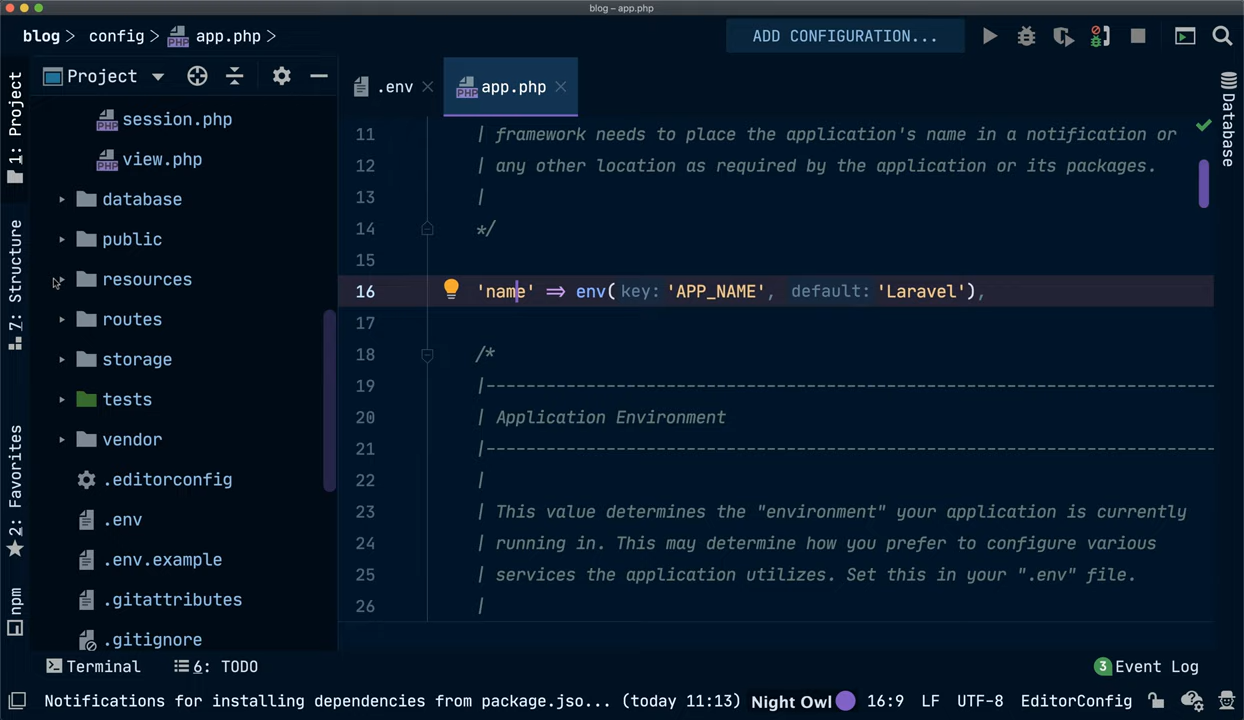 blog – app.php
blog > config > PHP app.php >
ADD CONFIGURATION...
1: Project
7: Structure
2: Favorites
npm
Project
PHP session.php
PHP view.php
database
public
resources
routes
storage
tests
vendor
.editorconfig
.env
.env.example
.gitattributes
.gitignore
.env
PHP app.php
11 | framework needs to place the application's name in a notification or
12 | any other location as required by the application or its packages.
13 |
14 */
15
16 'name' => env( key: 'APP_NAME', default: 'Laravel'),
17
18 /*
19 |--------------------------------------------------------------------------
20 | Application Environment
21 |--------------------------------------------------------------------------
22 |
23 | This value determines the "environment" your application is currently
24 | running in. This may determine how you prefer to configure various
25 | services the application utilizes. Set this in your ".env" file.
26 |
Database
Terminal
6: TODO
3 Event Log
Notifications for installing dependencies from package.jso... (today 11:13) Night Owl 16:9 LF UTF-8 EditorConfig